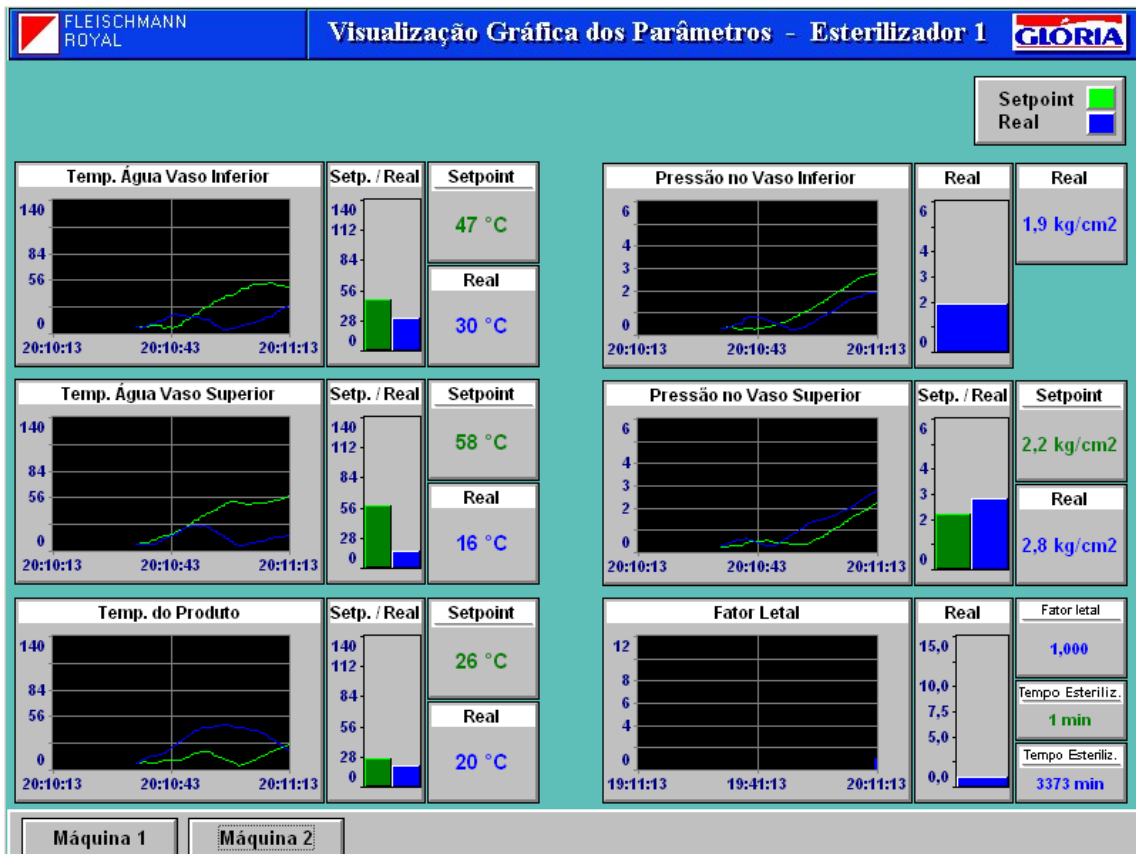 FLEISCHMANN
ROYAL
Visualização Gráfica dos Parâmetros - Esterilizador 1
GLÓRIA
Setpoint
Real
Temp. Água Vaso Inferior
140
84
56
0
20:10:13 20:10:43 20:11:13
Setp. / Real
140
112
84
56
28
0
Setpoint
47 °C
Real
30 °C
Pressão no Vaso Inferior
6
4
3
2
0
20:10:13 20:10:43 20:11:13
Real
6
4
3
2
0
Real
1,9 kg/cm2
Temp. Água Vaso Superior
140
84
56
0
20:10:13 20:10:43 20:11:13
Setp. / Real
140
112
84
56
28
0
Setpoint
58 °C
Real
16 °C
Pressão no Vaso Superior
6
4
3
2
0
20:10:13 20:10:43 20:11:13
Setp. / Real
6
4
3
2
0
Setpoint
2,2 kg/cm2
Real
2,8 kg/cm2
Temp. do Produto
140
84
56
0
20:10:13 20:10:43 20:11:13
Setp. / Real
140
112
84
56
28
0
Setpoint
26 °C
Real
20 °C
Fator Letal
12
8
6
4
0
19:11:13 19:41:13 20:11:13
Real
15,0
10,0
7,5
5,0
0,0
Fator letal
1,000
Tempo Esteriliz.
1 min
Tempo Esteriliz.
3373 min
Máquina 1
Máquina 2